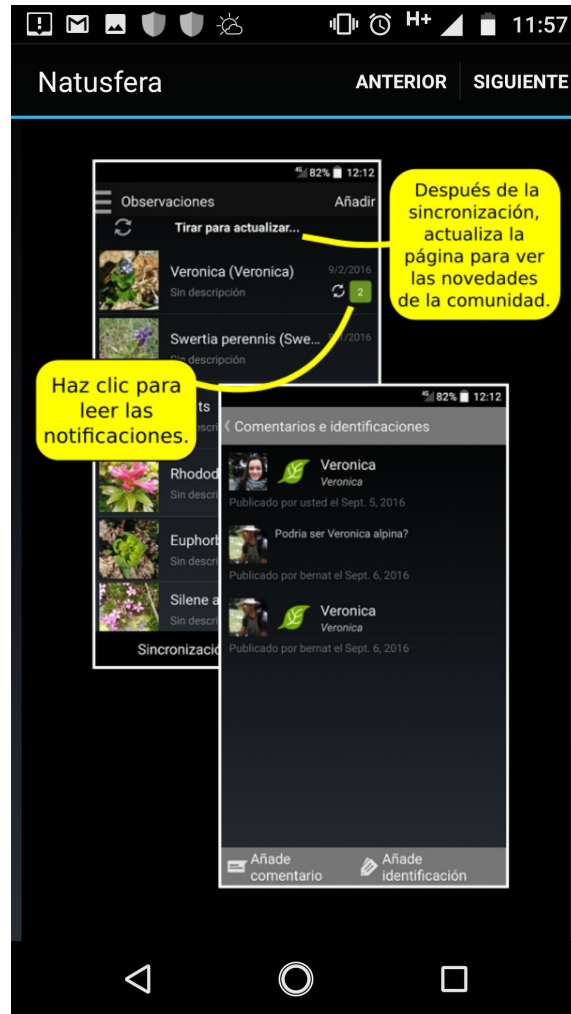 H+ 11:57
Natusfera ANTERIOR SIGUIENTE
4G 82% 12:12
Observaciones Añadir
Tirar para actualizar...
Después de la
sincronización,
actualiza la
página para ver
las novedades
de la comunidad.
Veronica (Veronica) 9/2/2016
Sin descripción 2
Swertia perennis (Swe...
Sin descripción
Haz clic para
leer las
notificaciones.
Rhodod
Sin descri
Euphorb
Sin descri
Silene a
Sin descri
Sincronizació
4G 82% 12:12
Comentarios e identificaciones
Veronica
Veronica
Publicado por usted el Sept. 5, 2016
Podria ser Veronica alpina?
Publicado por bernat el Sept. 6, 2016
Veronica
Veronica
Publicado por bernat el Sept. 6, 2016
Añade
comentario
Añade
identificación